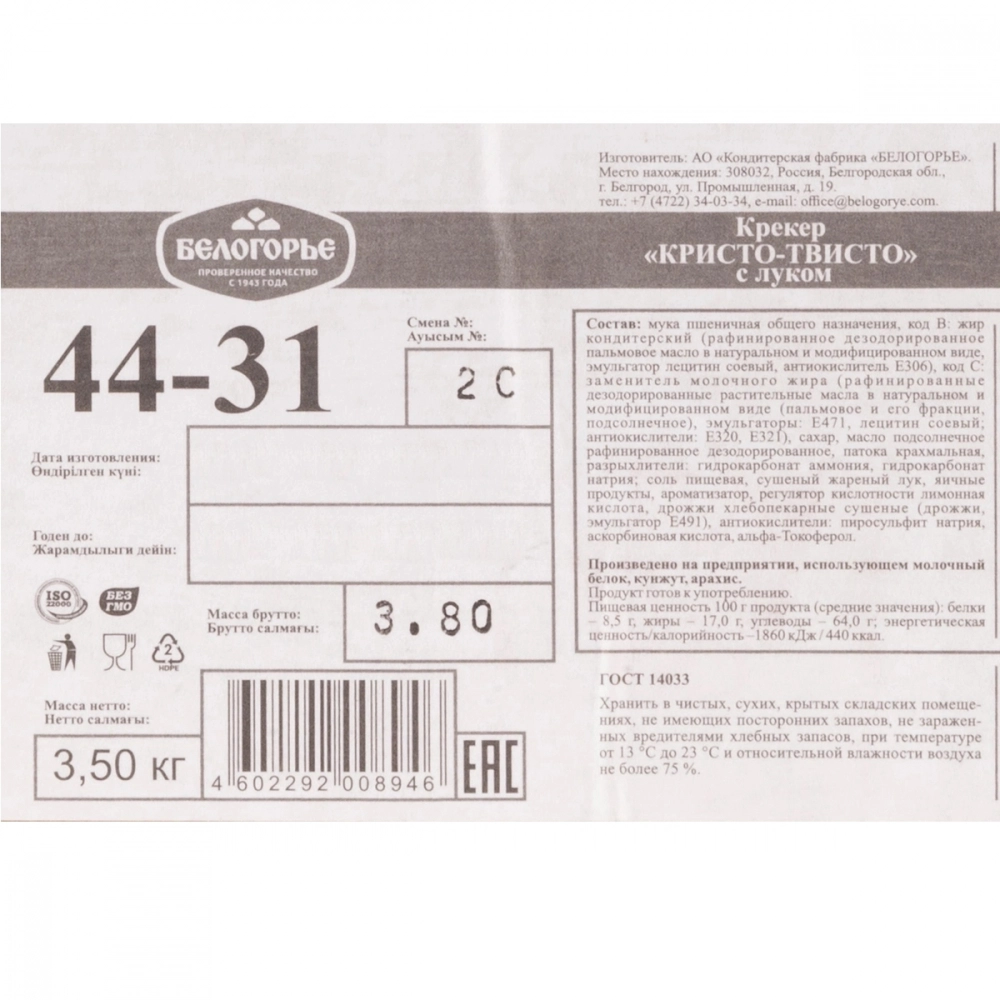 Изготовитель: АО «Кондитерская фабрика «БЕЛОГОРЬЕ».
Место нахождения: 308032, Россия, Белгородская обл.,
г. Белгород, ул. Промышленная, д. 19.
тел.: +7 (4722) 34-03-34, e-mail: office@belogorye.com.
БЕЛОГОРЬЕ
ПРОВЕРЕННОЕ КАЧЕСТВО
С 1943 ГОДА
Крекер
«КРИСТО-ТВИСТО»
с луком
44-31
Смена №:
Ауысым №:
2 С
Дата изготовления:
Өндірілген күні:
Годен до:
Жарамдылыги дейін:
ISO
22000
БЕЗ
ГМО
2
HDPE
Масса брутто:
Брутто салмағы:
3.80
Масса нетто:
Нетто салмағы:
3,50 кг
4 602292 008946
EAC
Состав: мука пшеничная общего назначения, код В: жир
кондитерский (рафинированное дезодорированное
пальмовое масло в натуральном и модифицированном виде,
эмульгатор лецитин соевый, антиокислитель Е306), код С:
заменитель молочного жира (рафинированные
дезодорированные растительные масла в натуральном и
модифицированном виде (пальмовое и его фракции,
подсолнечное), эмульгаторы: Е471, лецитин соевый;
антиокислители: Е320, Е321), сахар, масло подсолнечное
рафинированное дезодорированное, патока крахмальная,
разрыхлители: гидрокарбонат аммония, гидрокарбонат
натрия; соль пищевая, сушеный жареный лук, яичные
продукты, ароматизатор, регулятор кислотности лимонная
кислота, дрожжи хлебопекарные сушеные (дрожжи,
эмульгатор Е491), антиокислители: пиросульфит натрия,
аскорбиновая кислота, альфа-Токоферол.
Произведено на предприятии, использующем молочный
белок, кунжут, арахис.
Продукт готов к употреблению.
Пищевая ценность 100 г продукта (средние значения): белки
– 8,5 г, жиры – 17,0 г, углеводы – 64,0 г; энергетическая
ценность/калорийность –1860 кДж / 440 ккал.
ГОСТ 14033
Хранить в чистых, сухих, крытых складских помеще-
ниях, не имеющих посторонних запахов, не заражен-
ных вредителями хлебных запасов, при температуре
от 13 °С до 23 °С и относительной влажности воздуха
не более 75 %.